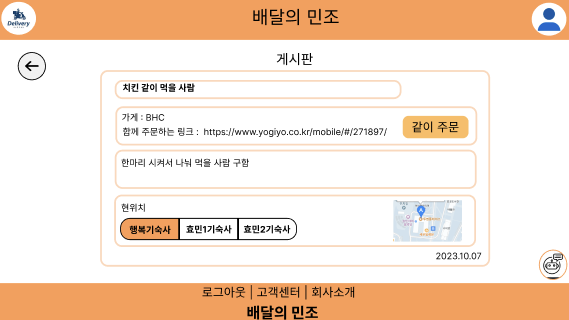 Delivery
배달의 민조
게시판
치킨 같이 먹을 사람
가게 : BHC
함께 주문하는 링크 : https://www.yogiyo.co.kr/mobile/#/271897/
같이 주문
한마리 시켜서 나눠 먹을 사람 구함
현위치
행복기숙사 효민1기숙사 효민2기숙사
2023.10.07
로그아웃 | 고객센터 | 회사소개
배달의 민조